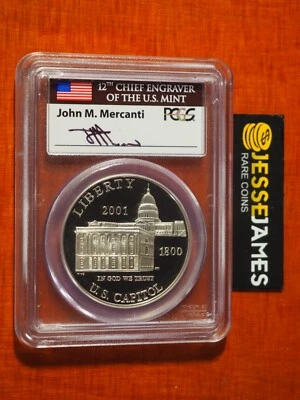 12TH CHIEF ENGRAVER
OF THE U.S. MINT
John M. Mercanti
PCGS
LIBERTY
2001
1800
IN GOD WE TRUST
U.S. CAPITOL
JESSE JAMES
RARE COINS